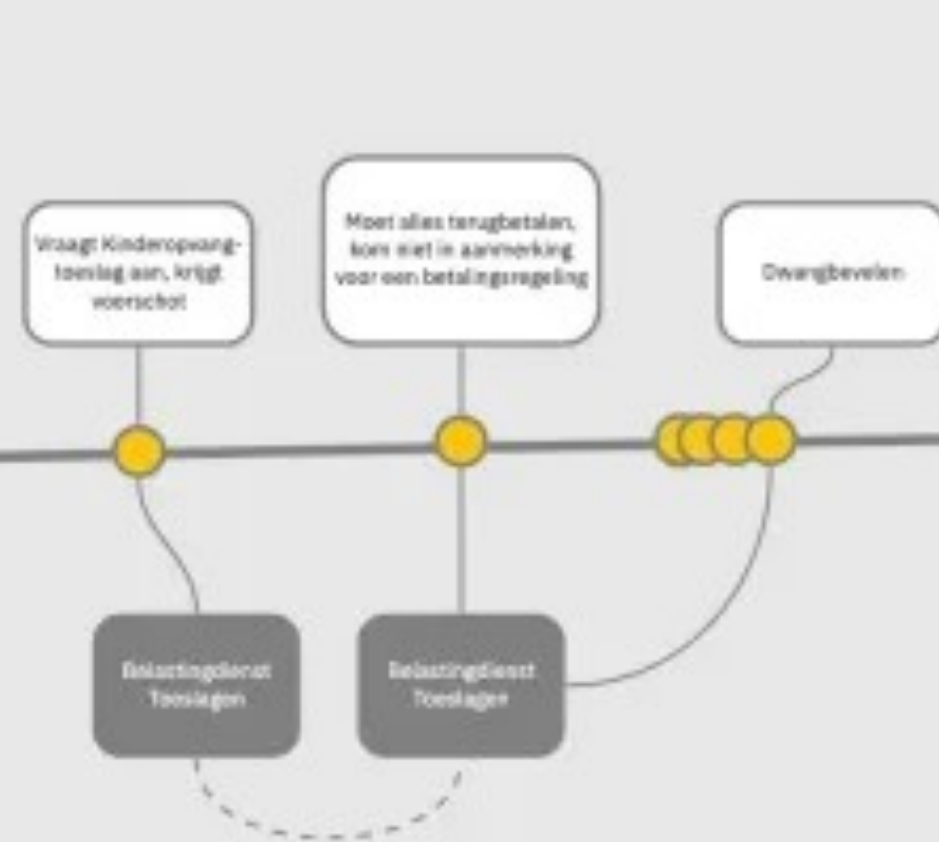 Vraagt Kinderopvang-
toeslag aan, krijgt
voorschot
Moet alles terugbetalen,
kom niet in aanmerking
voor een betalingsregeling
Dwangbevelen
Belastingdienst
Toeslagen
Belastingdienst
Toeslagen